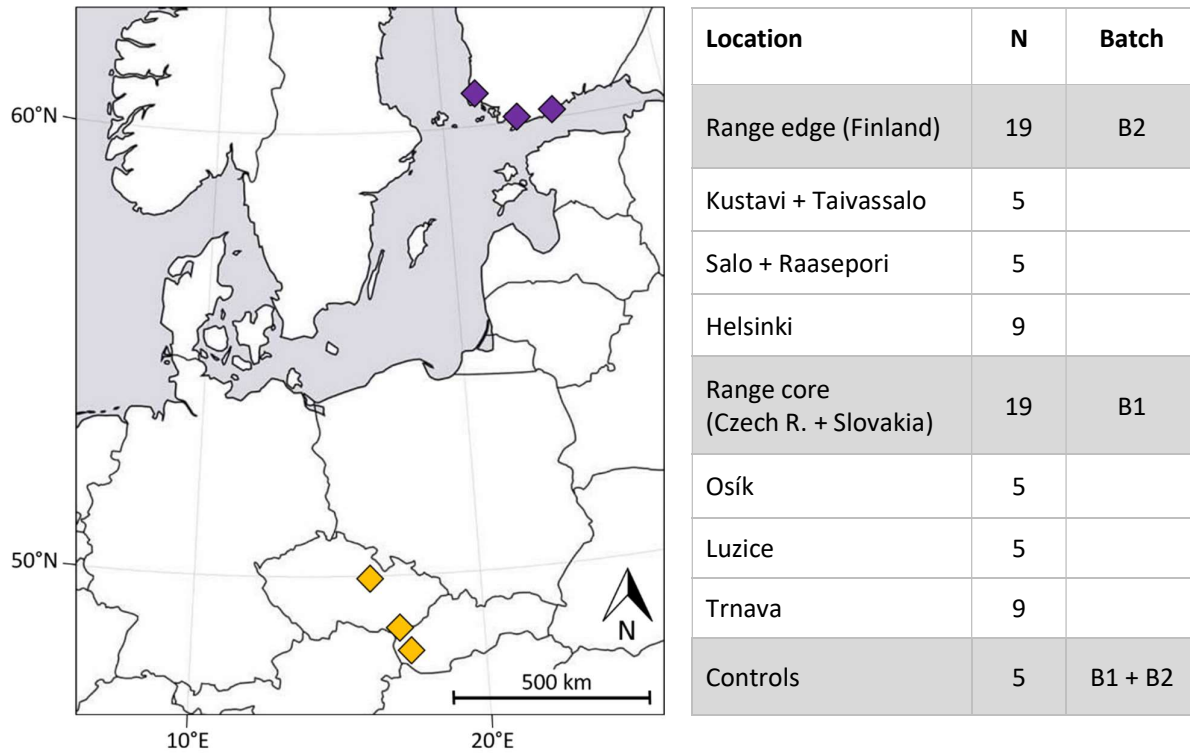 60°N
50°N
10°E
20°E
N
500 km
Location N Batch
Range edge (Finland) 19 B2
Kustavi + Taivassalo 5
Salo + Raasepori 5
Helsinki 9
Range core
(Czech R. + Slovakia) 19 B1
Osík 5
Luzice 5
Trnava 9
Controls 5 B1 + B2